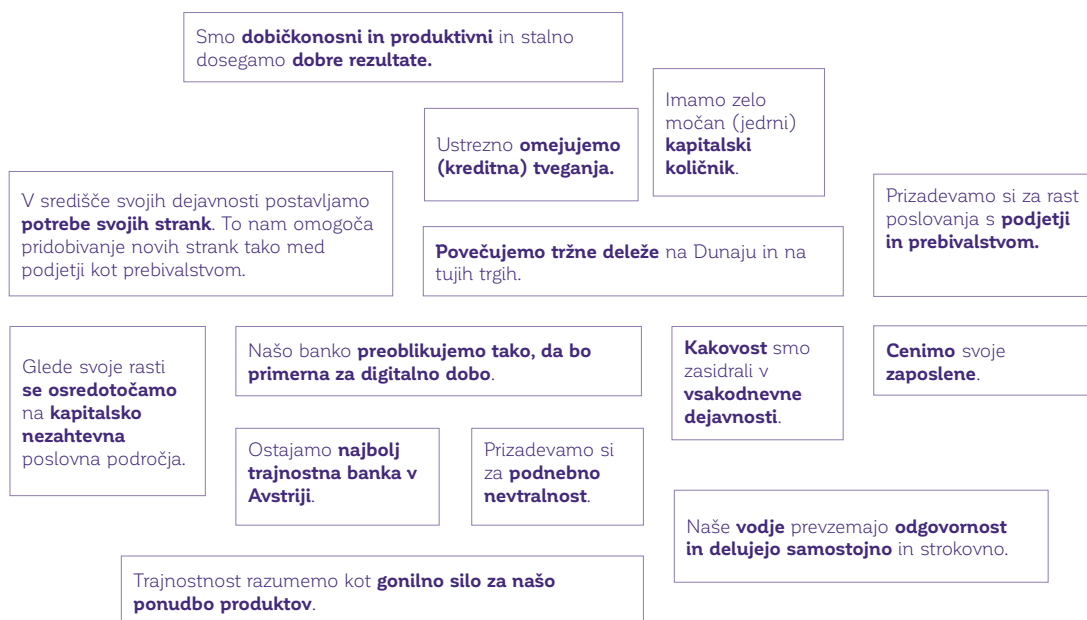 Smo dobičkonosni in produktivni in stalno
dosegamo dobre rezultate.
Ustrezno omejujemo
(kreditna) tveganja.
Imamo zelo
močan (jedrni)
kapitalski
količnik.
V središče svojih dejavnosti postavljamo
potrebe svojih strank. To nam omogoča
pridobivanje novih strank tako med
podjetji kot prebivalstvom.
Povečujemo tržne deleže na Dunaju in na
tujih trgih.
Prizadevamo si za rast
poslovanja s podjetji
in prebivalstvom.
Glede svoje rasti
se osredotočamo
na kapitalsko
nezahtevna
poslovna področja.
Našo banko preoblikujemo tako, da bo
primerna za digitalno dobo.
Kakovost smo
zasidrali v
vsakodnevne
dejavnosti.
Cenimo svoje
zaposlene.
Ostajamo najbolj
trajnostna banka v
Avstriji.
Prizadevamo si
za podnebno
nevtralnost.
Naše vodje prevzemajo odgovornost
in delujejo samostojno in strokovno.
Trajnostnost razumemo kot gonilno silo za našo
ponudbo produktov.